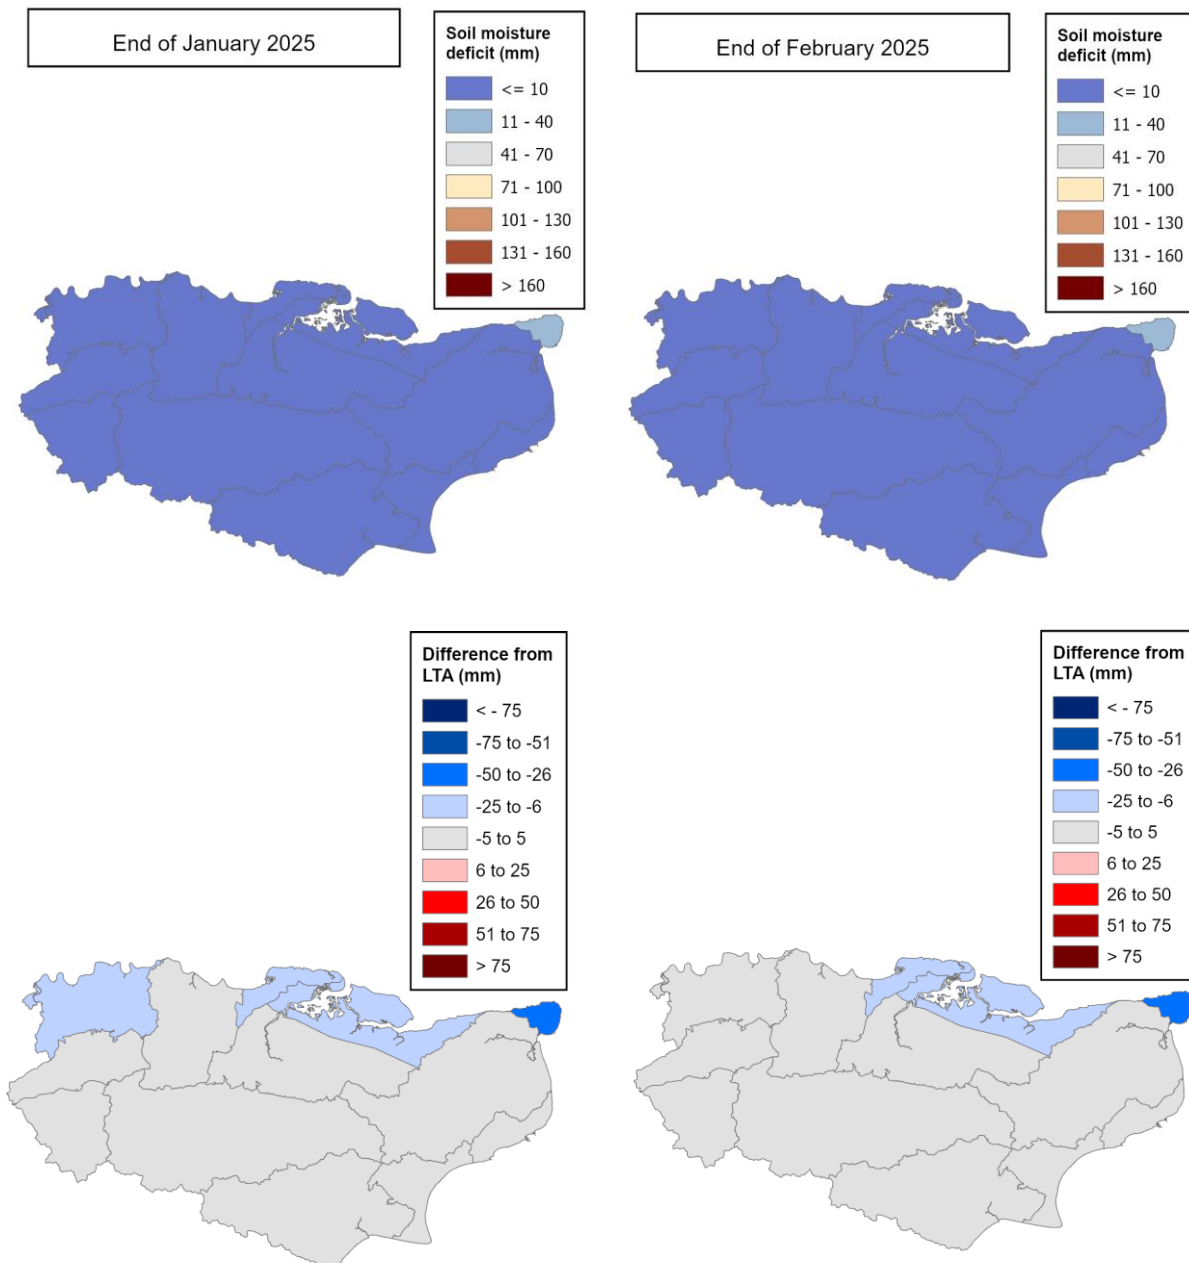 End of January 2025
Soil moisture
deficit (mm)
<= 10
11 - 40
41 - 70
71 - 100
101 - 130
131 - 160
> 160
End of February 2025
Soil moisture
deficit (mm)
<= 10
11 - 40
41 - 70
71 - 100
101 - 130
131 - 160
> 160
Difference from
LTA (mm)
< - 75
-75 to -51
-50 to -26
-25 to -6
-5 to 5
6 to 25
26 to 50
51 to 75
> 75
Difference from
LTA (mm)
< - 75
-75 to -51
-50 to -26
-25 to -6
-5 to 5
6 to 25
26 to 50
51 to 75
> 75